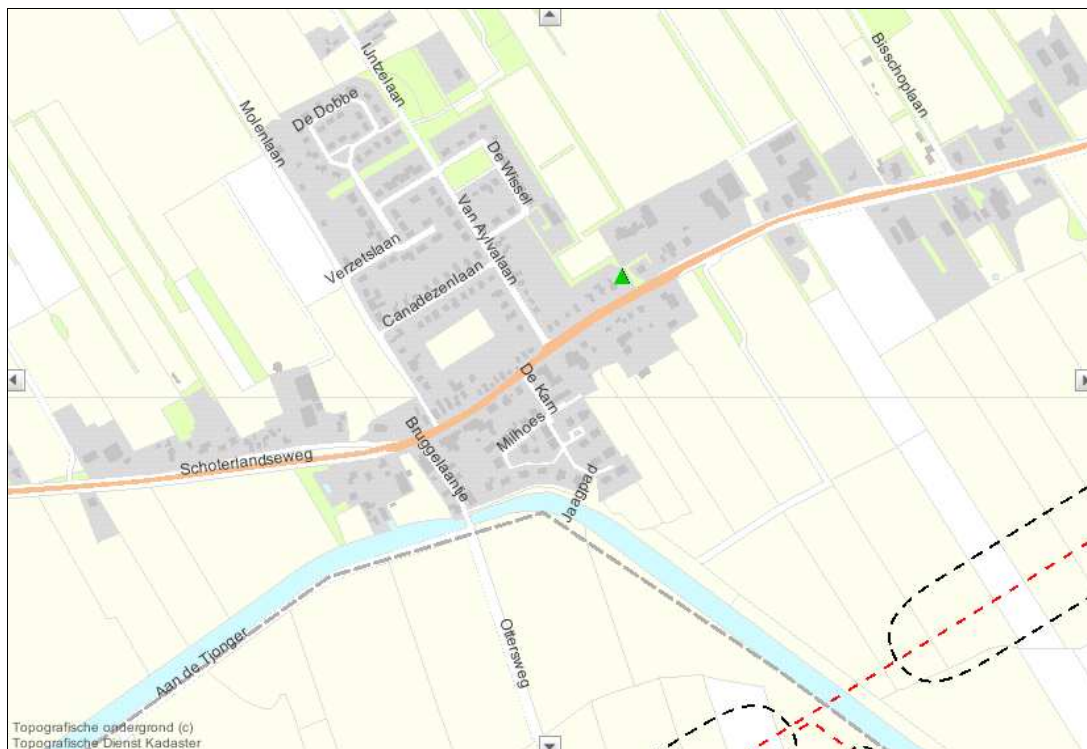 IJntzelaan
Bisschoplaan
De Dobbe
Molenlaan
De Wissel
Van Aylvalaan
Verzetslaan
Canadezenlaan
De Karn
Milhoes
Bruggelaantje
Schoterlandseweg
Jaagpad
Ottersweg
Aan de Tjonger
Topografische ondergrond (c)
Topografische Dienst Kadaster